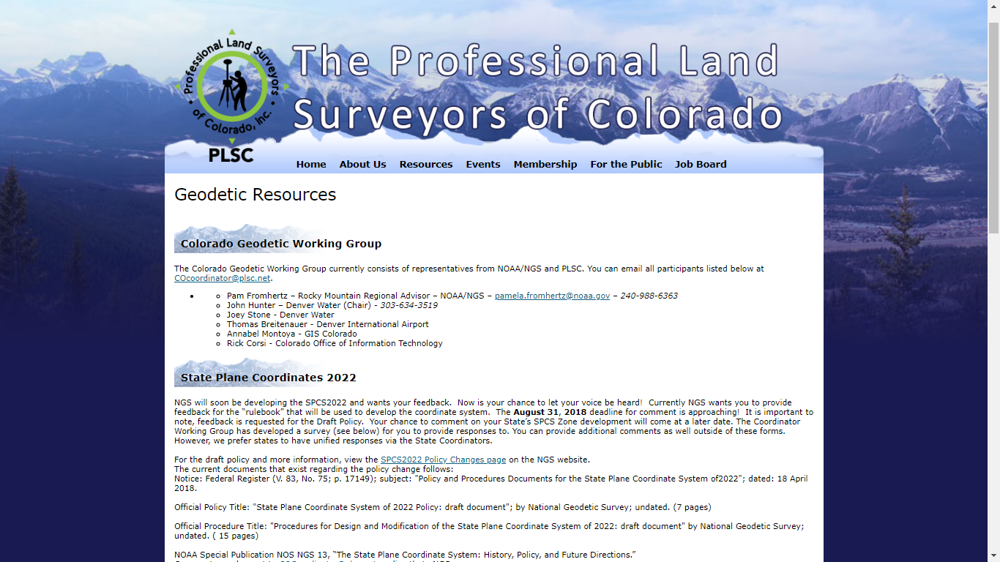 Professional Land Surveyors
of Colorado, Inc.
PLSC
The Professional Land
Surveyors of Colorado
Home About Us Resources Events Membership For the Public Job Board
Geodetic Resources
Colorado Geodetic Working Group
The Colorado Geodetic Working Group currently consists of representatives from NOAA/NGS and PLSC. You can email all participants listed below at
COcoordinator@plsc.net.
Pam Fromhertz – Rocky Mountain Regional Advisor – NOAA/NGS – pamela.fromhertz@noaa.gov – 240-988-6363
John Hunter – Denver Water (Chair) - 303-634-3519
Joey Stone - Denver Water
Thomas Breitenauer - Denver International Airport
Annabel Montoya - GIS Colorado
Rick Corsi - Colorado Office of Information Technology
State Plane Coordinates 2022
NGS will soon be developing the SPCS2022 and wants your feedback.  Now is your chance to let your voice be heard!  Currently NGS wants you to provide
feedback for the “rulebook” that will be used to develop the coordinate system.  The August 31, 2018 deadline for comment is approaching!  It is important to
note, feedback is requested for the Draft Policy.  Your chance to comment on your State’s SPCS Zone development will come at a later date. The Coordinator
Working Group has developed a survey (see below) for you to provide responses to. You can provide additional comments as well outside of these forms.
However, we prefer states to have unified responses via the State Coordinators.
For the draft policy and more information, view the SPCS2022 Policy Changes page on the NGS website.
The current documents that exist regarding the policy change follows:
Notice: Federal Register (V. 83, No. 75; p. 17149); subject: "Policy and Procedures Documents for the State Plane Coordinate System of2022"; dated: 18 April
2018.
Official Policy Title: "State Plane Coordinate System of 2022 Policy: draft document"; by National Geodetic Survey; undated. (7 pages)
Official Procedure Title: "Procedures for Design and Modification of the State Plane Coordinate System of 2022: draft document" by National Geodetic Survey;
undated. ( 15 pages)
NOAA Special Publication NOS NGS 13, “The State Plane Coordinate System: History, Policy, and Future Directions.”